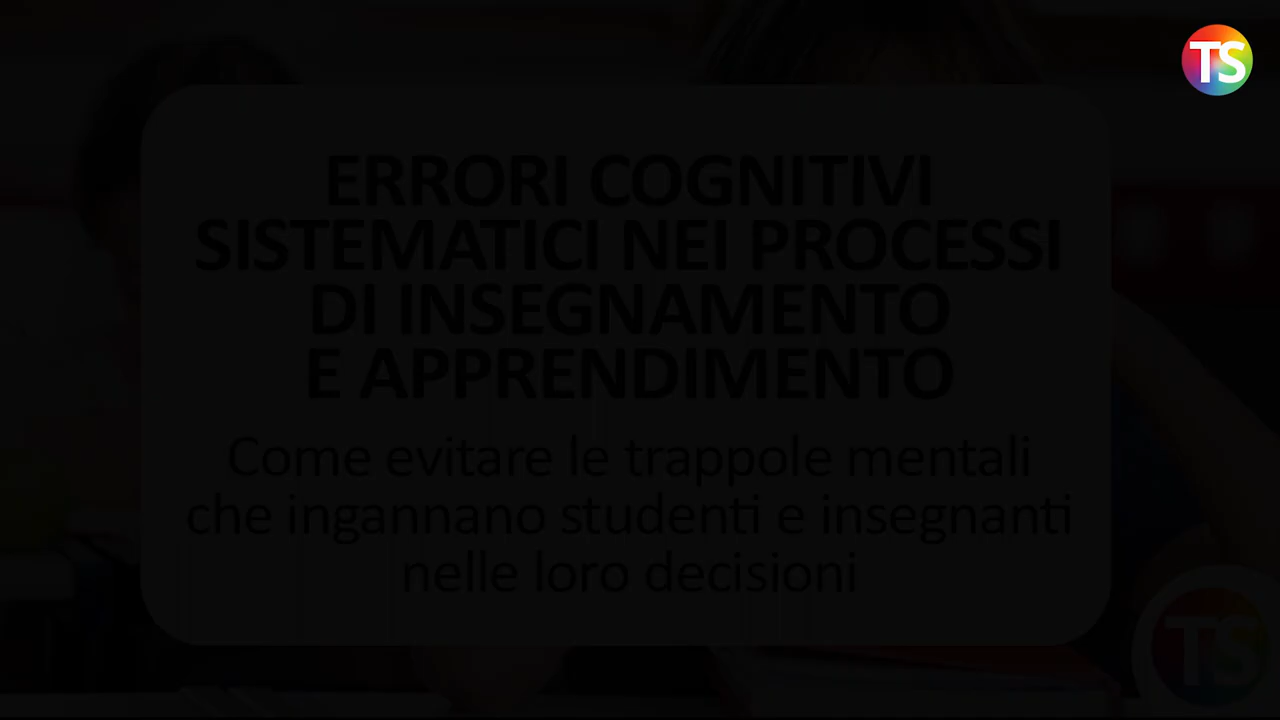 TS
ERRORI COGNITIVI
SISTEMATICI NEI PROCESSI
DI INSEGNAMENTO
E APPRENDIMENTO
Come evitare le trappole mentali
che ingannano studenti e insegnanti
nelle loro decisioni
TS